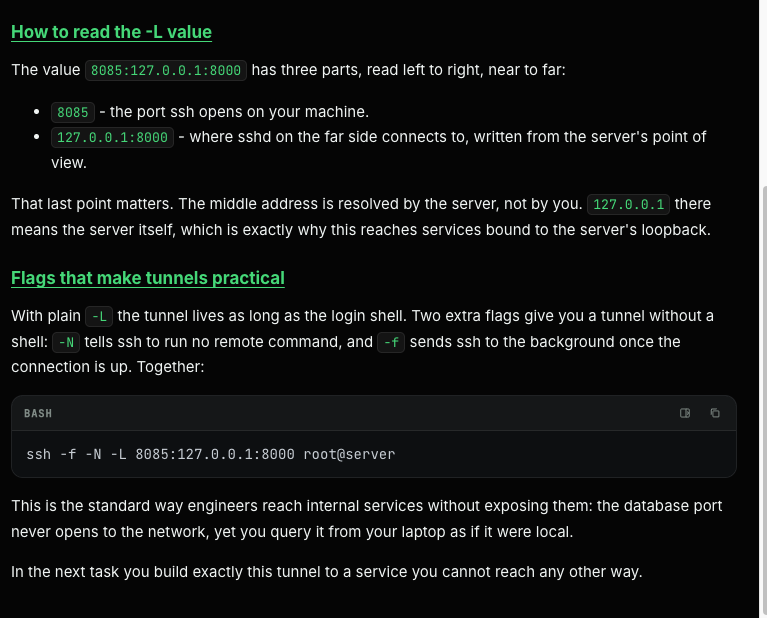 How to read the -L value
The value 8085:127.0.0.1:8000 has three parts, read left to right, near to far:
• 8085 - the port ssh opens on your machine.
• 127.0.0.1:8000 - where sshd on the far side connects to, written from the server's point of
view.
That last point matters. The middle address is resolved by the server, not by you. 127.0.0.1 there
means the server itself, which is exactly why this reaches services bound to the server's loopback.
Flags that make tunnels practical
With plain -L the tunnel lives as long as the login shell. Two extra flags give you a tunnel without a
shell: -N tells ssh to run no remote command, and -f sends ssh to the background once the
connection is up. Together:
BASH
ssh -f -N -L 8085:127.0.0.1:8000 root@server
This is the standard way engineers reach internal services without exposing them: the database port
never opens to the network, yet you query it from your laptop as if it were local.
In the next task you build exactly this tunnel to a service you cannot reach any other way.